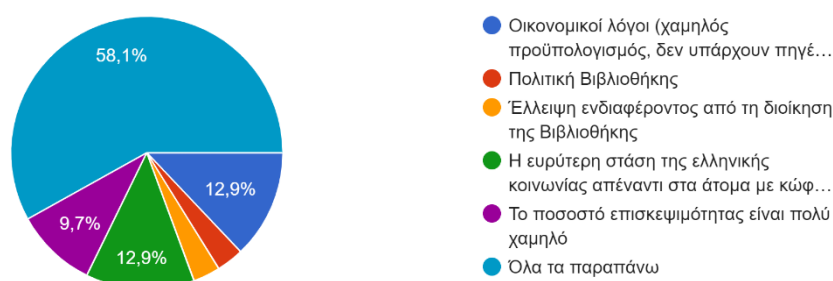 58,1%
12,9%
9,7%
12,9%
Οικονομικοί λόγοι (χαμηλός
προϋπολογισμός, δεν υπάρχουν πηγέ…
Πολιτική Βιβλιοθήκης
Έλλειψη ενδιαφέροντος από τη διοίκηση
της Βιβλιοθήκης
Η ευρύτερη στάση της ελληνικής
κοινωνίας απέναντι στα άτομα με κώφ…
Το ποσοστό επισκεψιμότητας είναι πολύ
χαμηλό
Όλα τα παραπάνω